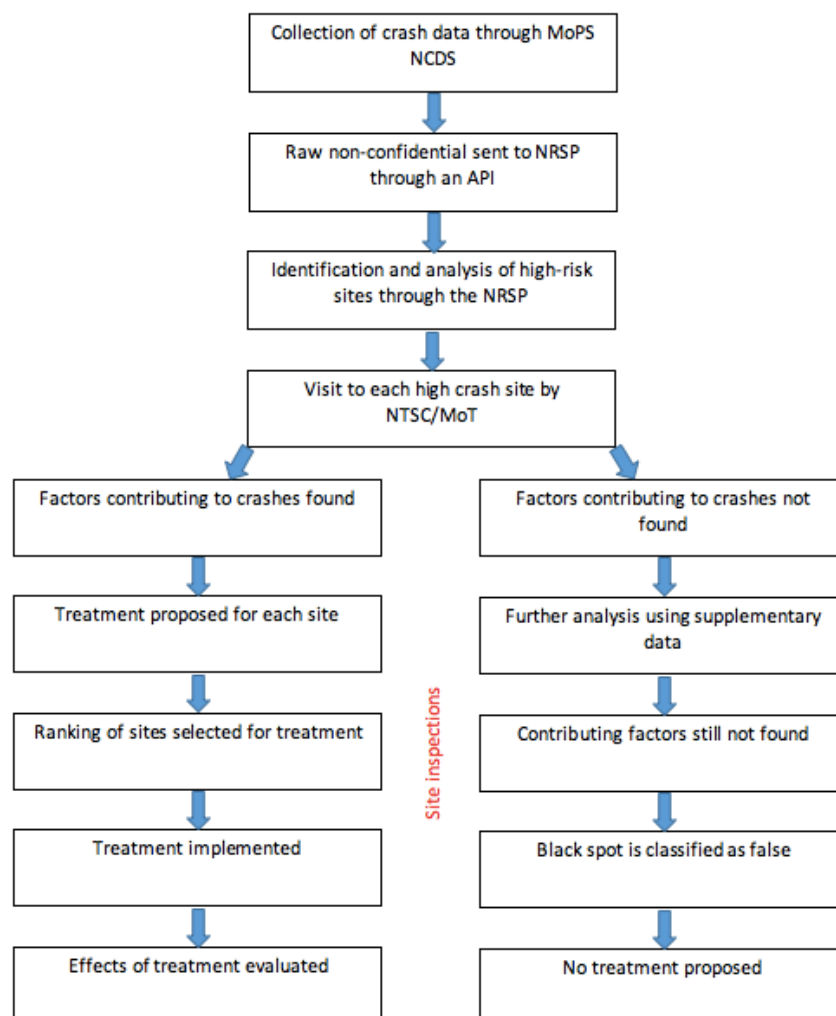 Collection of crash data through MoPS
NCDS
Raw non-confidential sent to NRSP
through an API
Identification and analysis of high-risk
sites through the NRSP
Visit to each high crash site by
NTSC/MoT
Factors contributing to crashes found
Treatment proposed for each site
Ranking of sites selected for treatment
Treatment implemented
Effects of treatment evaluated
Site inspections
Factors contributing to crashes not
found
Further analysis using supplementary
data
Contributing factors still not found
Black spot is classified as false
No treatment proposed